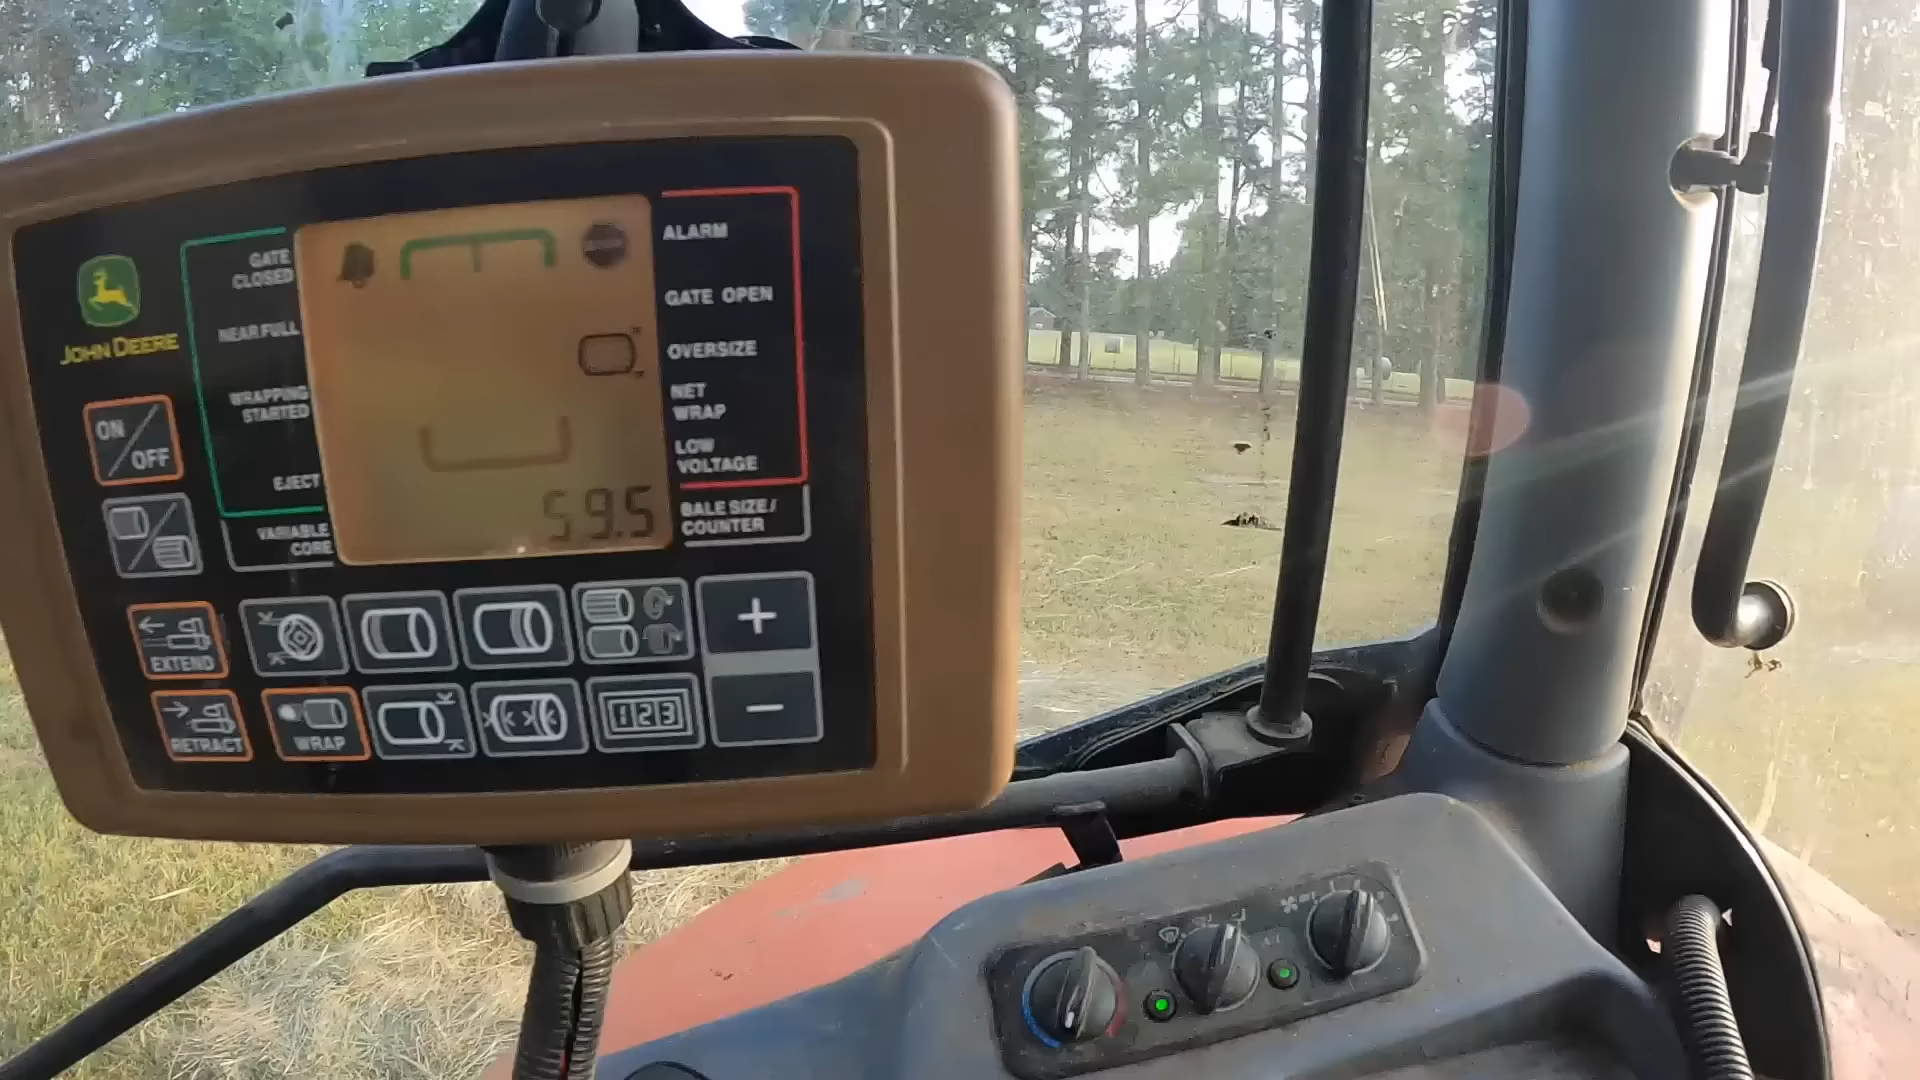 ALARM
GATE
CLOSED
GATE OPEN
NEAR FULL
JOHN DEERE
OVERSIZE
WRAPPING
STARTED
NET
WRAP
ON
OFF
LOW
VOLTAGE
EJECT
59.5
BALE SIZE/
COUNTER
VARIABLE
CORE
+
EXTEND
RETRACT
WRAP
123
−